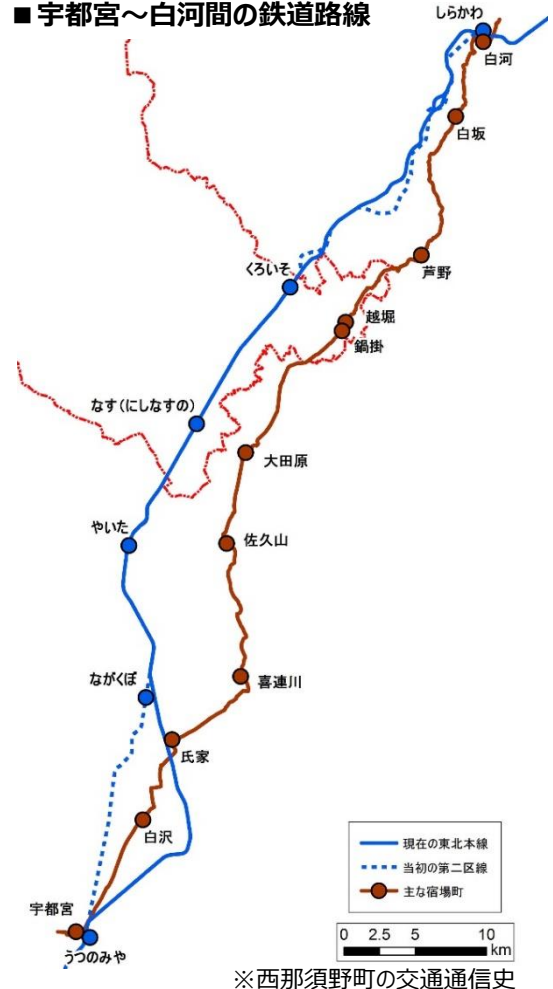 ■宇都宮～白河間の鉄道路線
しらかわ
白河
白坂
芦野
くろいそ
越堀
鍋掛
なす(にしなすの)
大田原
佐久山
やいた
喜連川
ながくぼ
氏家
白沢
宇都宮
うつのみや
現在の東北本線
当初の第二区線
主な宿場町
0 2.5 5 10
km
※西那須野町の交通通信史